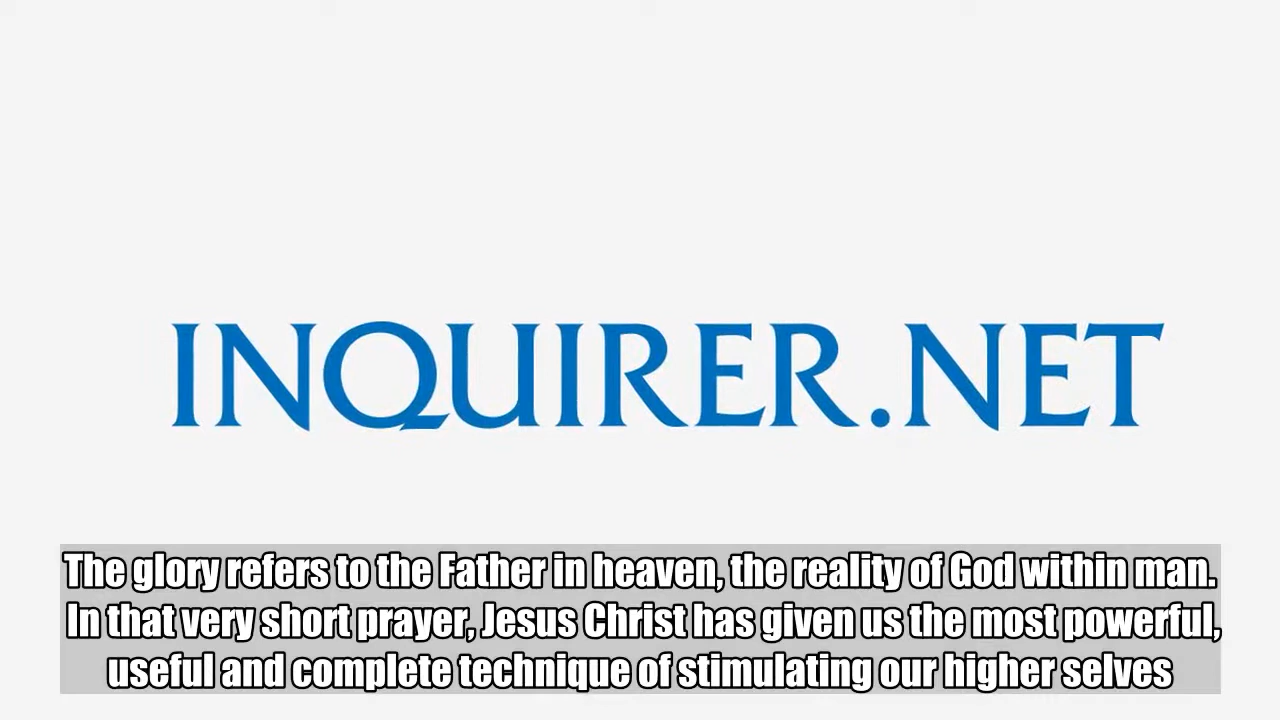 INQUIRER.NET
The glory refers to the Father in heaven, the reality of God within man.
In that very short prayer, Jesus Christ has given us the most powerful,
useful and complete technique of stimulating our higher selves